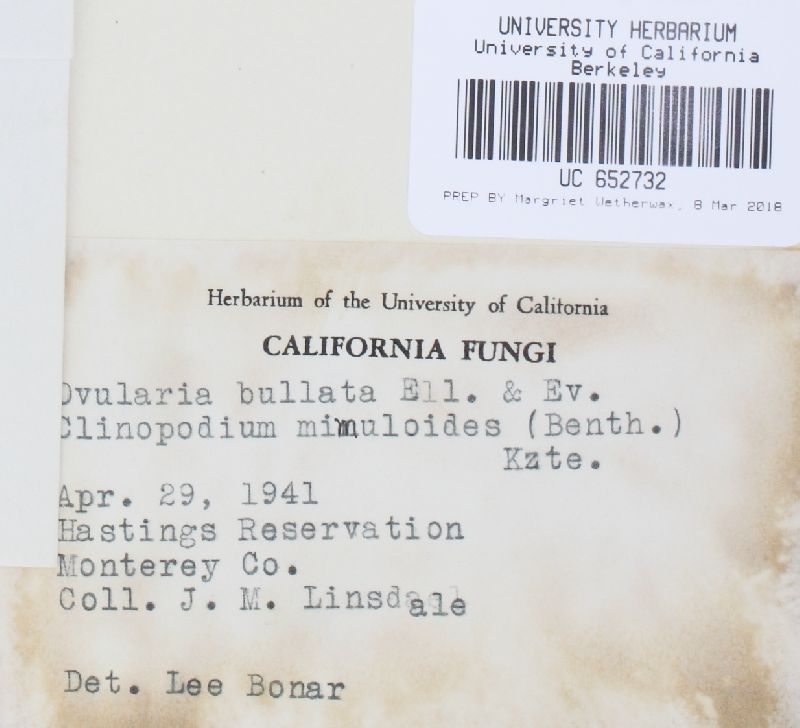 UNIVERSITY HERBARIUM
University of California
Berkeley
UC 652732
PREP BY Margriet Wetherwax, 8 Mar 2018
Herbarium of the University of California
CALIFORNIA FUNGI
Ovularia bullata Ell. & Ev.
Clinopodium mimuloides (Benth.)
Kzte.
Apr. 29, 1941
Hastings Reservation
Monterey Co.
Coll. J. M. Linsdale
Det. Lee Bonar